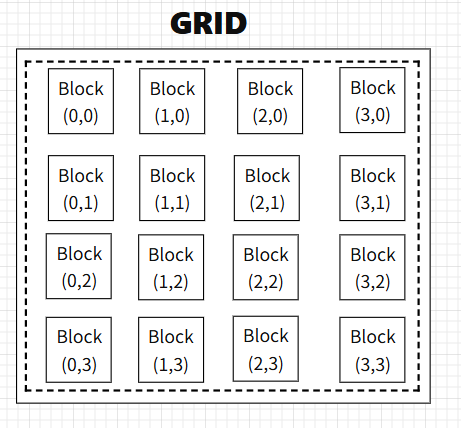 GRID
Block
(0,0)
Block
(1,0)
Block
(2,0)
Block
(3,0)
Block
(0,1)
Block
(1,1)
Block
(2,1)
Block
(3,1)
Block
(0,2)
Block
(1,2)
Block
(2,2)
Block
(3,2)
Block
(0,3)
Block
(1,3)
Block
(2,3)
Block
(3,3)